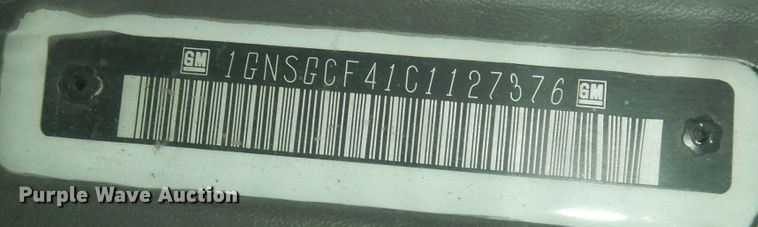 GM 1GNSGCF41C1127376 GM
Purple Wave Auction